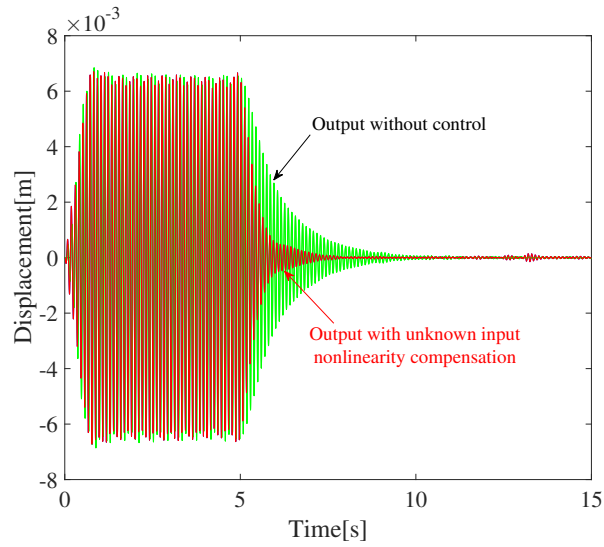 ×10⁻³
8
6
4
2
0
-2
-4
-6
-8
Displacement[m]
Output without control
Output with unknown input
nonlinearity compensation
0
5
10
15
Time[s]